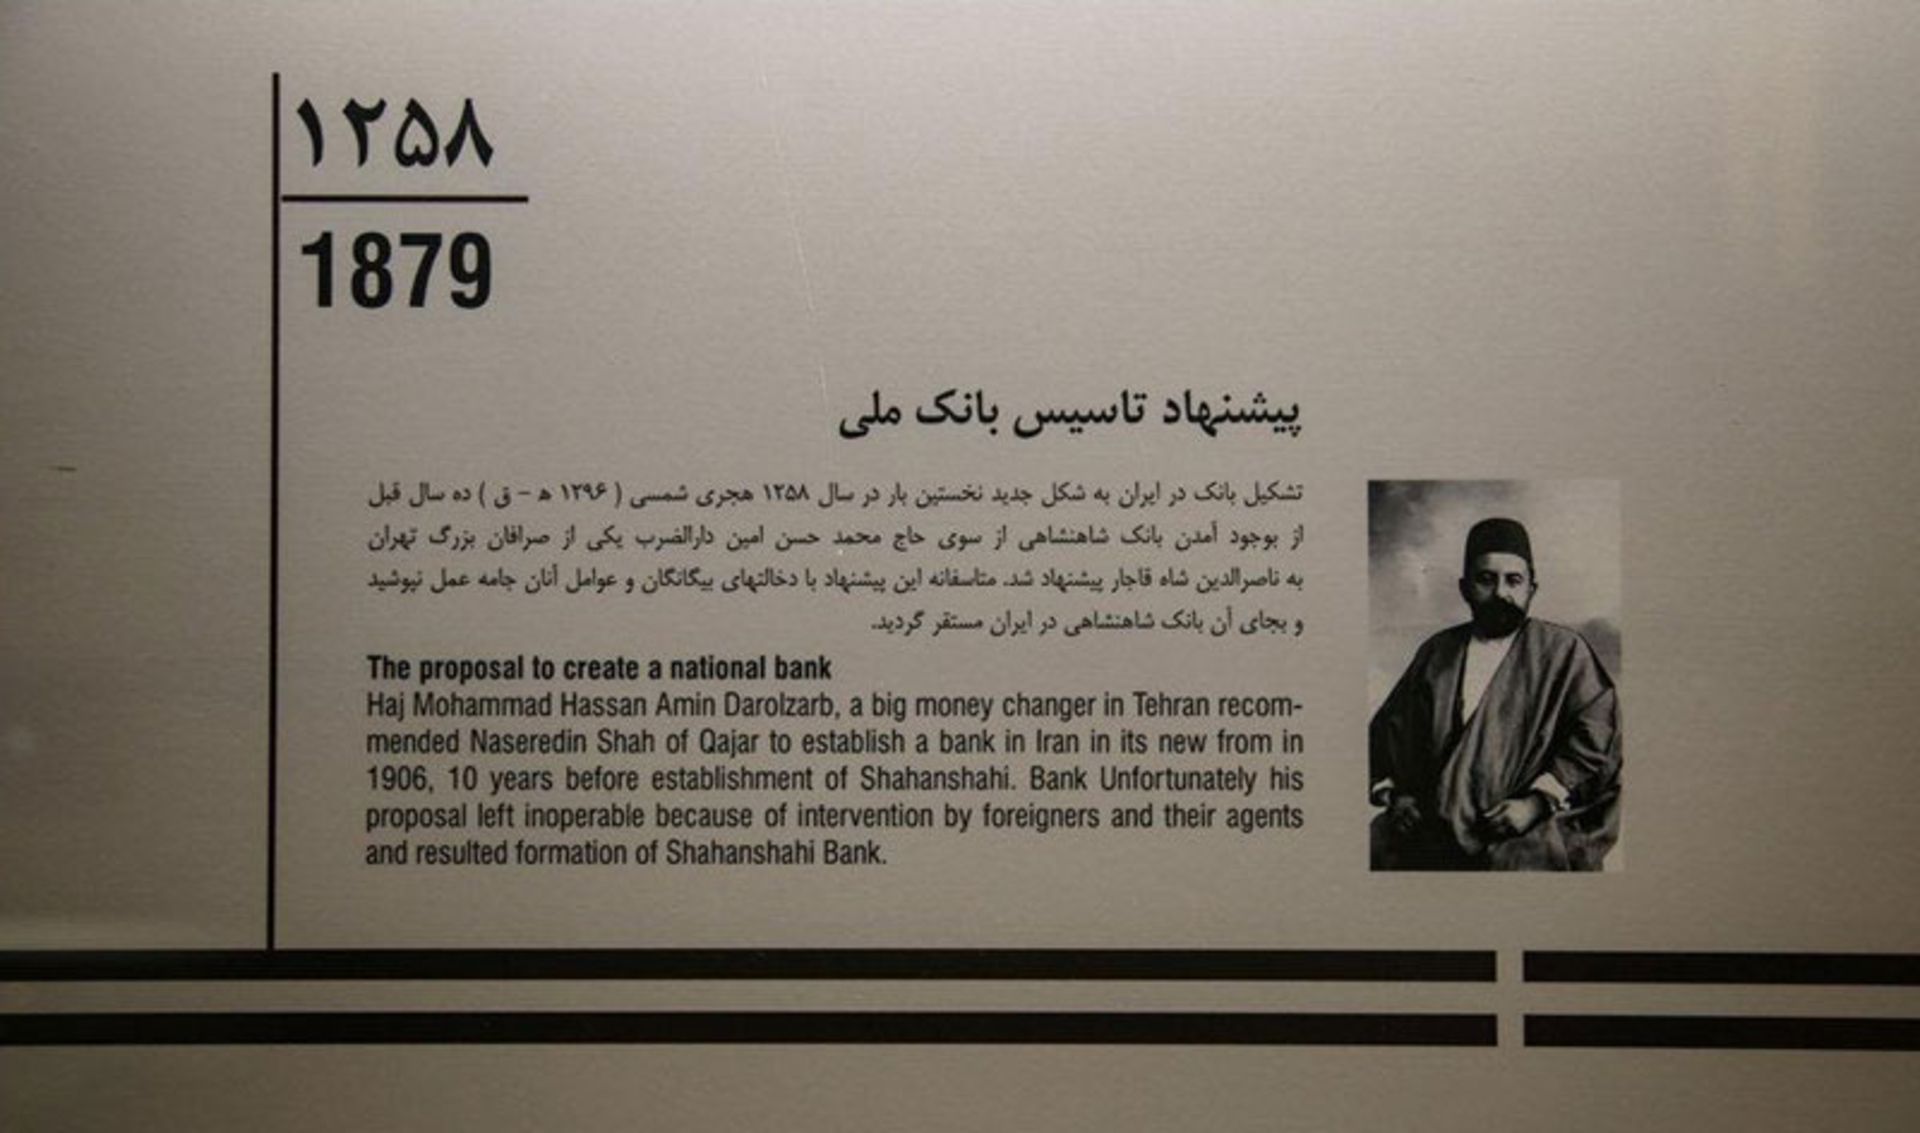 ۱۲۵۸
1879
پیشنهاد تاسیس بانک ملی
تشکیل بانک در ایران به شکل جدید نخستین بار در سال ۱۲۵۸ هجری شمسی ( ۱۲۹۶ ه - ق ) ده سال قبل
از بوجود آمدن بانک شاهنشاهی از سوی حاج محمد حسن امین دارالضرب یکی از صرافان بزرگ تهران
به ناصرالدین شاه قاجار پیشنهاد شد. متاسفانه این پیشنهاد با دخالتهای بیگانگان و عوامل آنان جامه عمل نپوشید
و بجای آن بانک شاهنشاهی در ایران مستقر گردید.
The proposal to create a national bank
Haj Mohammad Hassan Amin Darolzarb, a big money changer in Tehran recom-
mended Naseredin Shah of Qajar to establish a bank in Iran in its new from in
1906, 10 years before establishment of Shahanshahi. Bank Unfortunately his
proposal left inoperable because of intervention by foreigners and their agents
and resulted formation of Shahanshahi Bank.